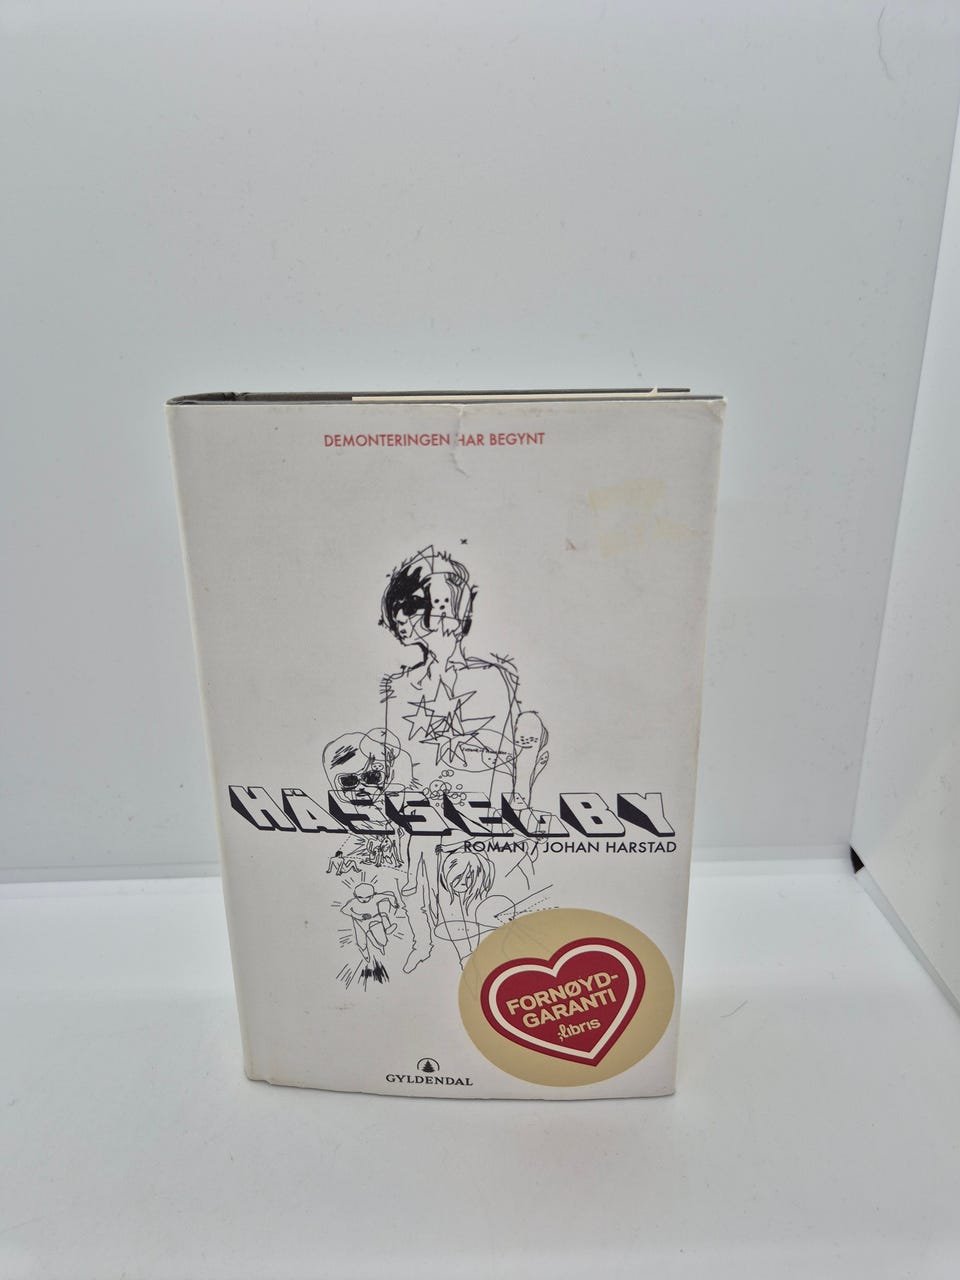 DEMONTERINGEN HAR BEGYNT
HÄSSELBY
ROMAN / JOHAN HARSTAD
FORNØYD-
GARANTI
libris
GYLDENDAL